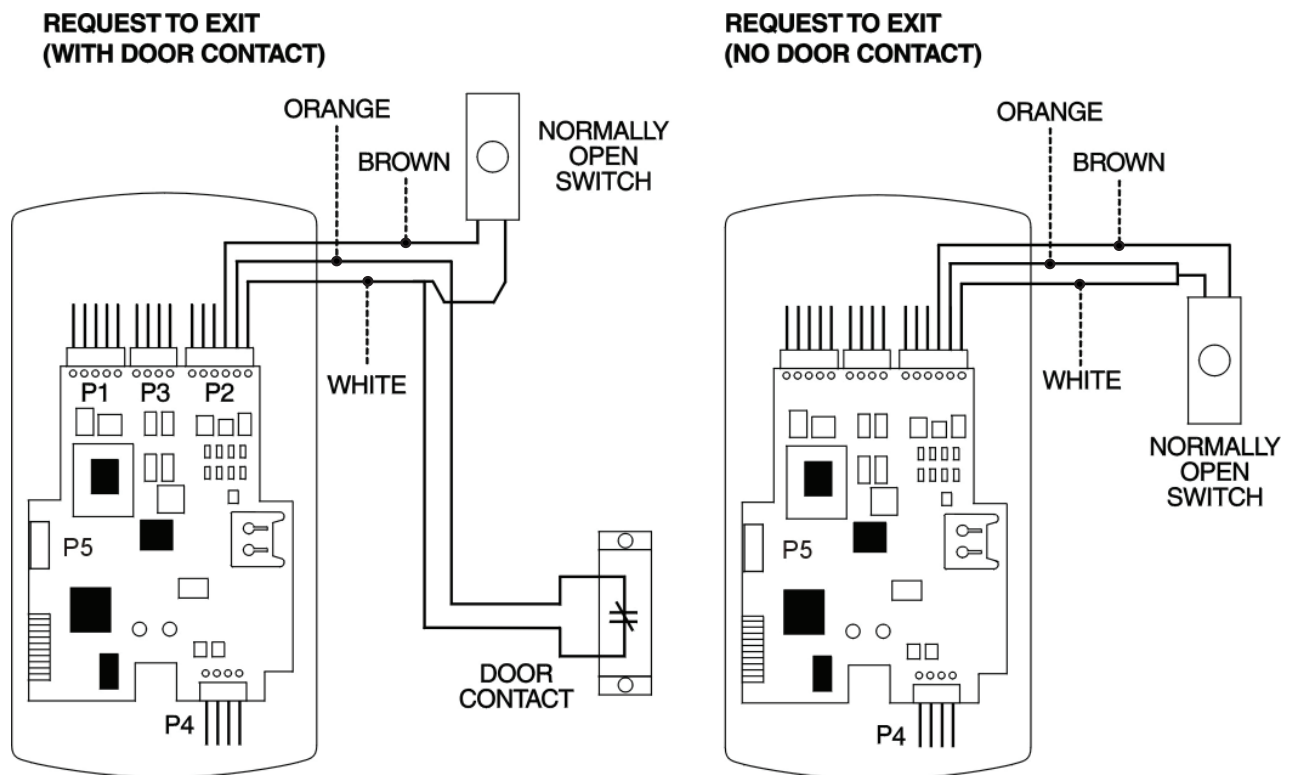 REQUEST TO EXIT
(WITH DOOR CONTACT)
ORANGE
BROWN
NORMALLY
OPEN
SWITCH
WHITE
P1
P3
P2
P5
DOOR
CONTACT
P4
REQUEST TO EXIT
(NO DOOR CONTACT)
ORANGE
BROWN
WHITE
NORMALLY
OPEN
SWITCH
P5
P4